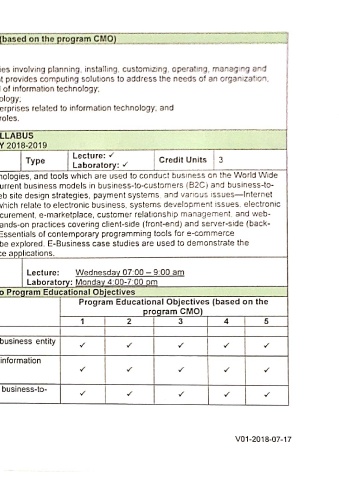 (based on the program CMO)
ies involving planning, installing, customizing, operating, managing and
t provides computing solutions to address the needs of an organization,
l of information technology;
ology;
erprises related to information technology; and
roles.
LLABUS
Y 2018-2019
Type Lecture: ✓ Laboratory: ✓ Credit Units 3
nologies, and tools which are used to conduct business on the World Wide
urrent business models in business-to-customers (B2C) and business-to-
eb site design strategies, payment systems, and various issues—Internet
which relate to electronic business, systems development issues, electronic
curement, e-marketplace, customer relationship management, and web-
ands-on practices covering client-side (front-end) and server-side (back-
Essentials of contemporary programming tools for e-commerce
be explored. E-Business case studies are used to demonstrate the
ce applications.
Lecture: Wednesday 07:00 – 9:00 am
Laboratory: Monday 4:00-7:00 pm
o Program Educational Objectives
Program Educational Objectives (based on the
program CMO)
1 2 3 4 5
business entity ✓ ✓ ✓ ✓ ✓
information ✓ ✓ ✓ ✓ ✓
business-to- ✓ ✓ ✓ ✓ ✓
V01-2018-07-17